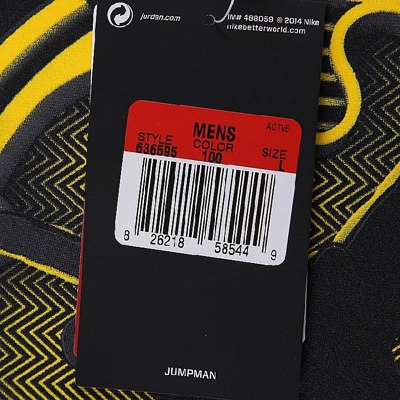 jordan.com
IM# 488059 © 2014 Nike
nikebetterworld.com
MENS
ACTVE
STYLE COLOR SIZE
636595 100 L
8 26218 58544 9
JUMPMAN